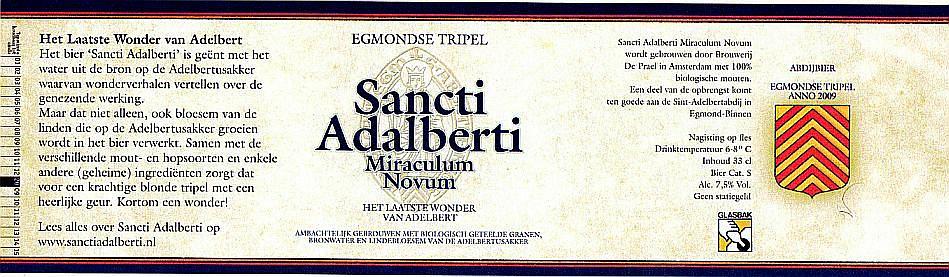 Het Laatste Wonder van Adelbert
Het bier 'Sancti Adalberti' is geënt met het
water uit de bron op de Adelbertusakker
waarvan wonderverhalen vertellen over de
genezende werking.
Maar dat niet alleen, ook bloesem van de
linden die op de Adelbertusakker groeien
wordt in het bier verwerkt. Samen met de
verschillende mout- en hopsoorten en enkele
andere (geheime) ingrediënten zorgt dat
voor een krachtige blonde tripel met een
heerlijke geur. Kortom een wonder!
Lees alles over Sancti Adalberti op
www.sanctiadalberti.nl
EGMONDSE TRIPEL
Sancti
Adalberti
Miraculum
Novum
HET LAATSTE WONDER
VAN ADELBERT
AMBACHTELIJK GEBROUWEN MET BIOLOGISCH GETEELDE GRANEN,
BRONWATER EN LINDEBLOESEM VAN DE ADELBERTUSAKKER
Sancti Adalberti Miraculum Novum
wordt gebrouwen door Brouwerij
De Prael in Amsterdam met 100%
biologische mouten.
Een deel van de opbrengst komt
ten goede aan de Sint-Adelbertabdij in
Egmond-Binnen
Nagisting op fles
Drinktemperatuur 6-8° C
Inhoud 33 cl
Bier Cat. S
Alc. 7,5% Vol.
Geen statiegeld
GLASBAK
ABDIJBIER
EGMONDSE TRIPEL
ANNO 2009